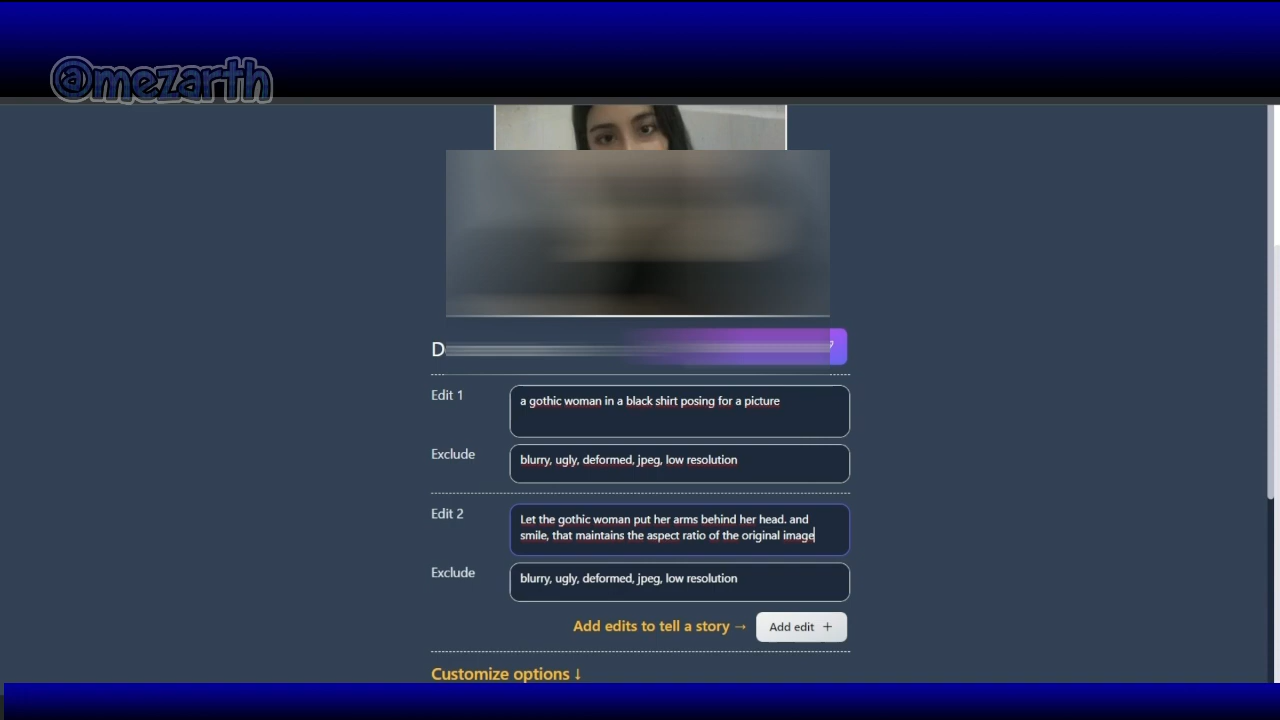 @mezarth
D
Edit 1
a gothic woman in a black shirt posing for a picture
Exclude
blurry, ugly, deformed, jpeg, low resolution
Edit 2
Let the gothic woman put her arms behind her head. and
smile, that maintains the aspect ratio of the original image
Exclude
blurry, ugly, deformed, jpeg, low resolution
Add edits to tell a story →
Add edit +
Customize options ↓